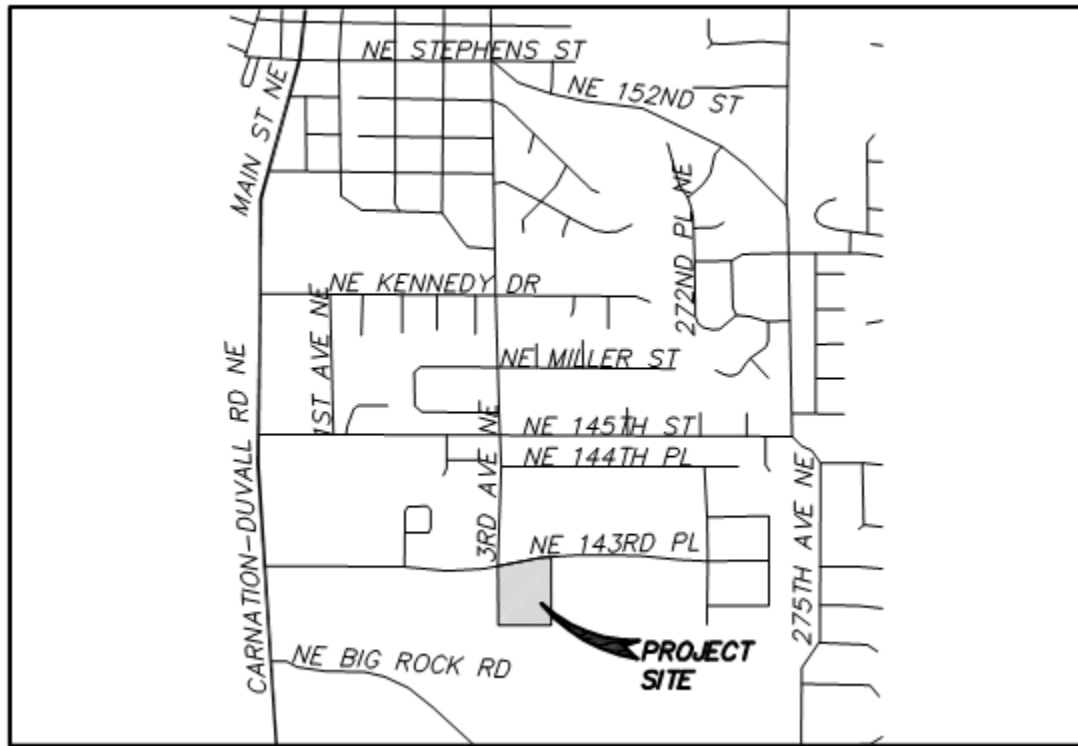 NE STEPHENS ST
NE 152ND ST
MAIN ST NE
272ND PL NE
NE KENNEDY DR
1ST AVE NE
NE MILLER ST
CARNATION-DUVALL RD NE
3RD AVE NE
NE 145TH ST
NE 144TH PL
275TH AVE NE
NE 143RD PL
NE BIG ROCK RD
PROJECT
SITE